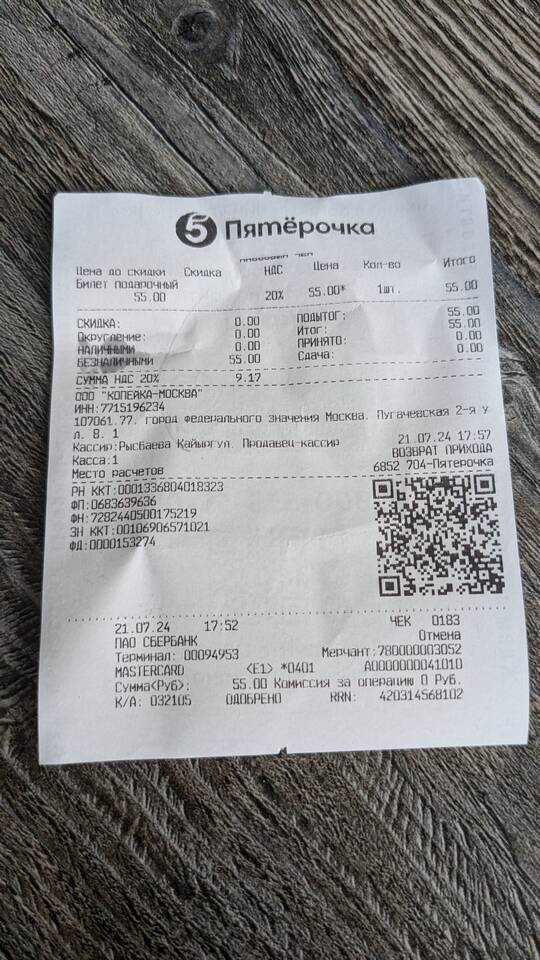 5 Пятёрочка
Цена до скидки Скидка НДС Цена Кол-во Итого
Билет подарочный
55.00 20% 55.00* 1шт. 55.00
СКИДКА: 0.00 ПОДЫТОГ: 55.00
Округление: 0.00 Итог: 55.00
НАЛИЧНЫМИ 0.00 ПРИНЯТО: 0.00
БЕЗНАЛИЧНЫМИ 55.00 Сдача: 0.00
СУММА НДС 20% 9.17
ООО "КОПЕЙКА-МОСКВА"
ИНН:7715196234
107061.77. город федерального значения Москва. Пугачевская 2-я у
л. В. 1
Кассир:Рысбаева Кайыргул. Продавец-кассир 21.07.24 17:57
Касса:1 ВОЗВРАТ ПРИХОДА
Место расчетов 6852 704-Пятерочка
РН ККТ:0001336804018323
ФП:0683639636
ФН:7282440500175219
ЗН ККТ:00106906571021
ФД:0000153274
21.07.24 17:52 ЧЕК 0183
ПАО СБЕРБАНК Отмена
Терминал: 00094953 Мерчант:780000003052
MASTERCARD <E1> *0401 A0000000041010
Сумма(Руб): 55.00 Комиссия за операцию 0 Руб.
К/А: 032105 ОДОБРЕНО RRN: 420314568102